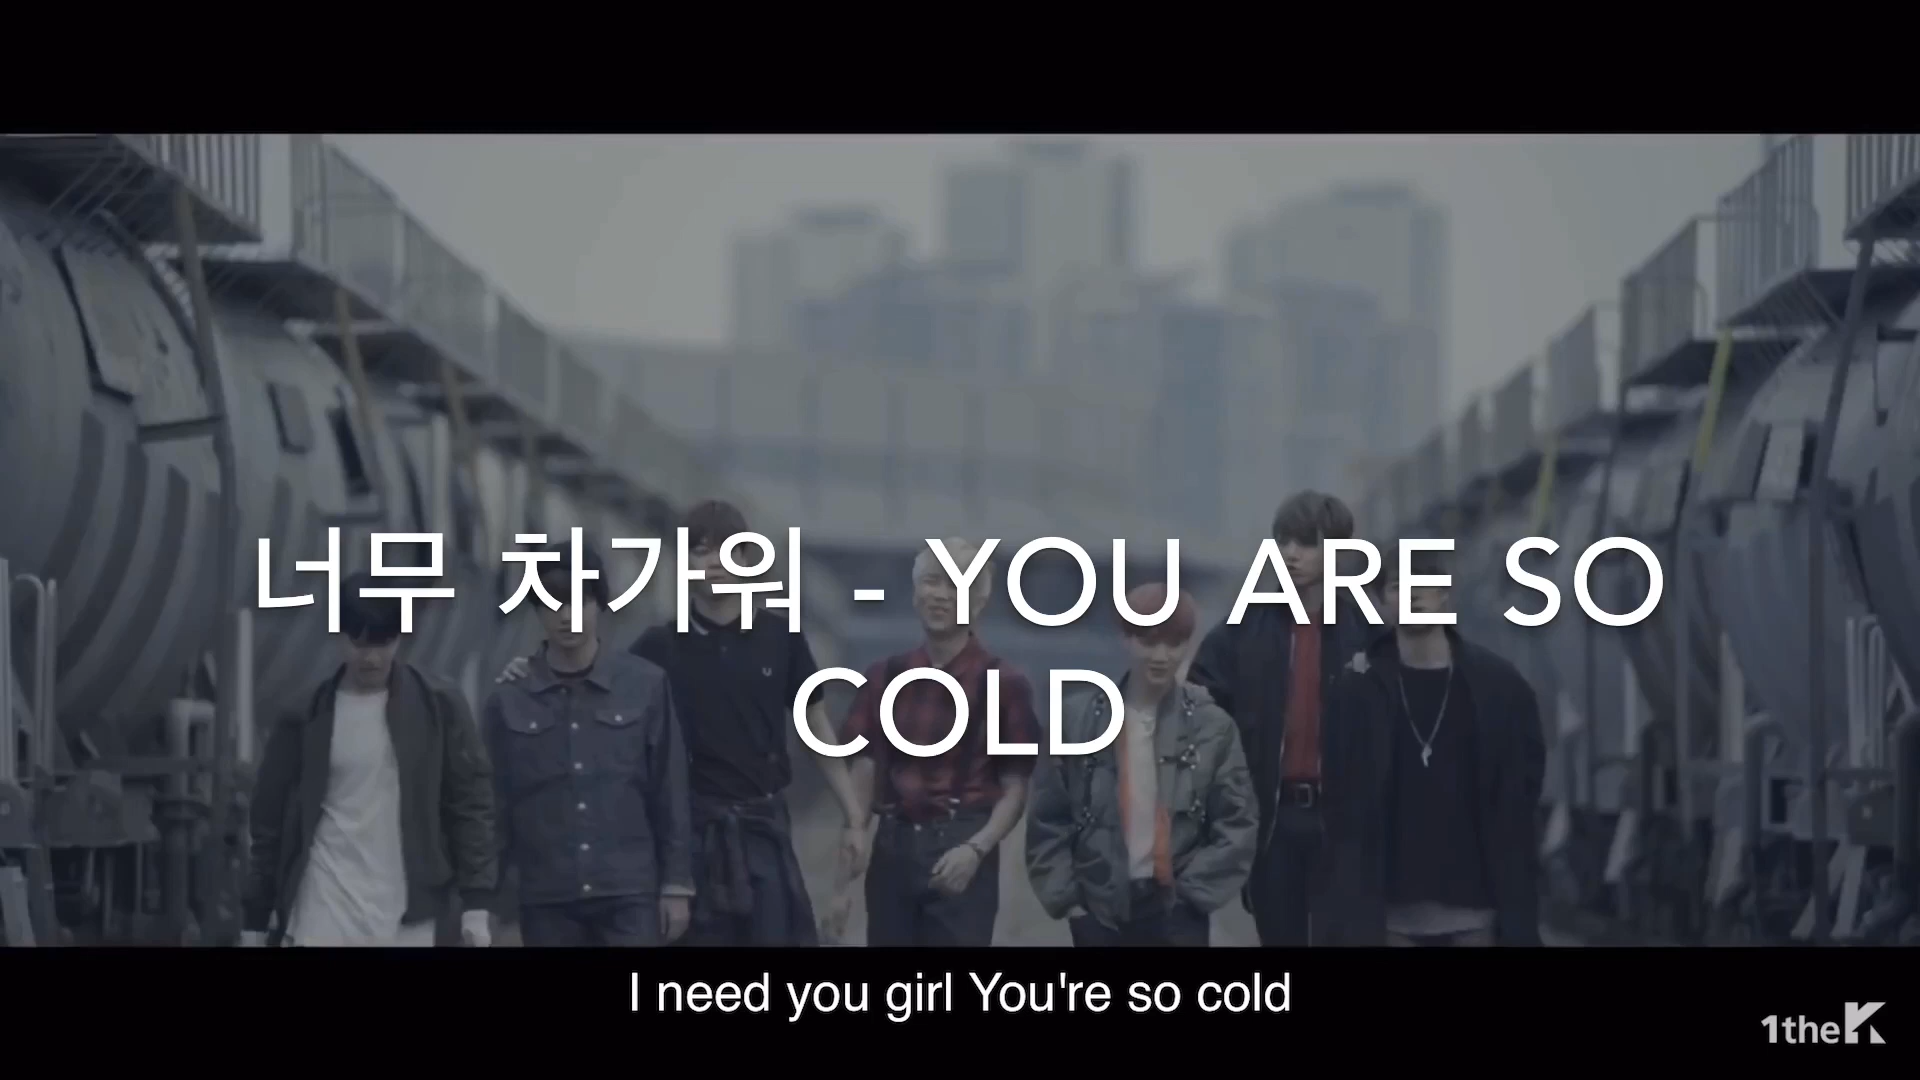 너무 차가워 - YOU ARE SO
COLD
I need you girl You're so cold
1theK